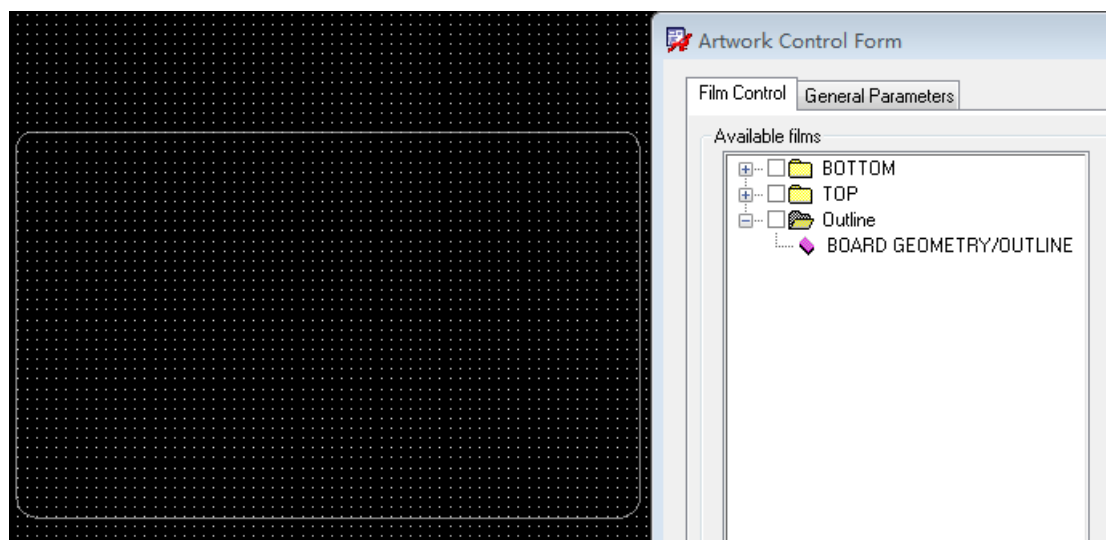 Artwork Control Form
Film Control
General Parameters
Available films
BOTTOM
TOP
Outline
BOARD GEOMETRY/OUTLINE